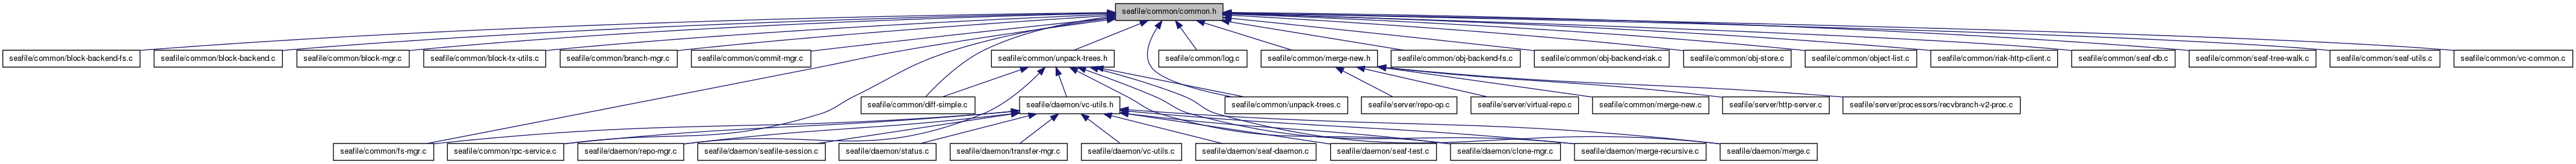 seafile/common/common.h
seafile/common/block-backend-fs.c
seafile/common/block-backend.c
seafile/common/block-mgr.c
seafile/common/block-tx-utils.c
seafile/common/branch-mgr.c
seafile/common/commit-mgr.c
seafile/common/unpack-trees.h
seafile/common/log.c
seafile/common/merge-new.h
seafile/common/obj-backend-fs.c
seafile/common/obj-backend-riak.c
seafile/common/obj-store.c
seafile/common/object-list.c
seafile/common/riak-http-client.c
seafile/common/seaf-db.c
seafile/common/seaf-tree-walk.c
seafile/common/seaf-utils.c
seafile/common/vc-common.c
seafile/common/diff-simple.c
seafile/daemon/vc-utils.h
seafile/common/unpack-trees.c
seafile/server/repo-op.c
seafile/server/virtual-repo.c
seafile/common/merge-new.c
seafile/server/http-server.c
seafile/server/processors/recvbranch-v2-proc.c
seafile/common/fs-mgr.c
seafile/common/rpc-service.c
seafile/daemon/repo-mgr.c
seafile/daemon/seafile-session.c
seafile/daemon/status.c
seafile/daemon/transfer-mgr.c
seafile/daemon/vc-utils.c
seafile/daemon/seaf-daemon.c
seafile/daemon/seaf-test.c
seafile/daemon/clone-mgr.c
seafile/daemon/merge-recursive.c
seafile/daemon/merge.c